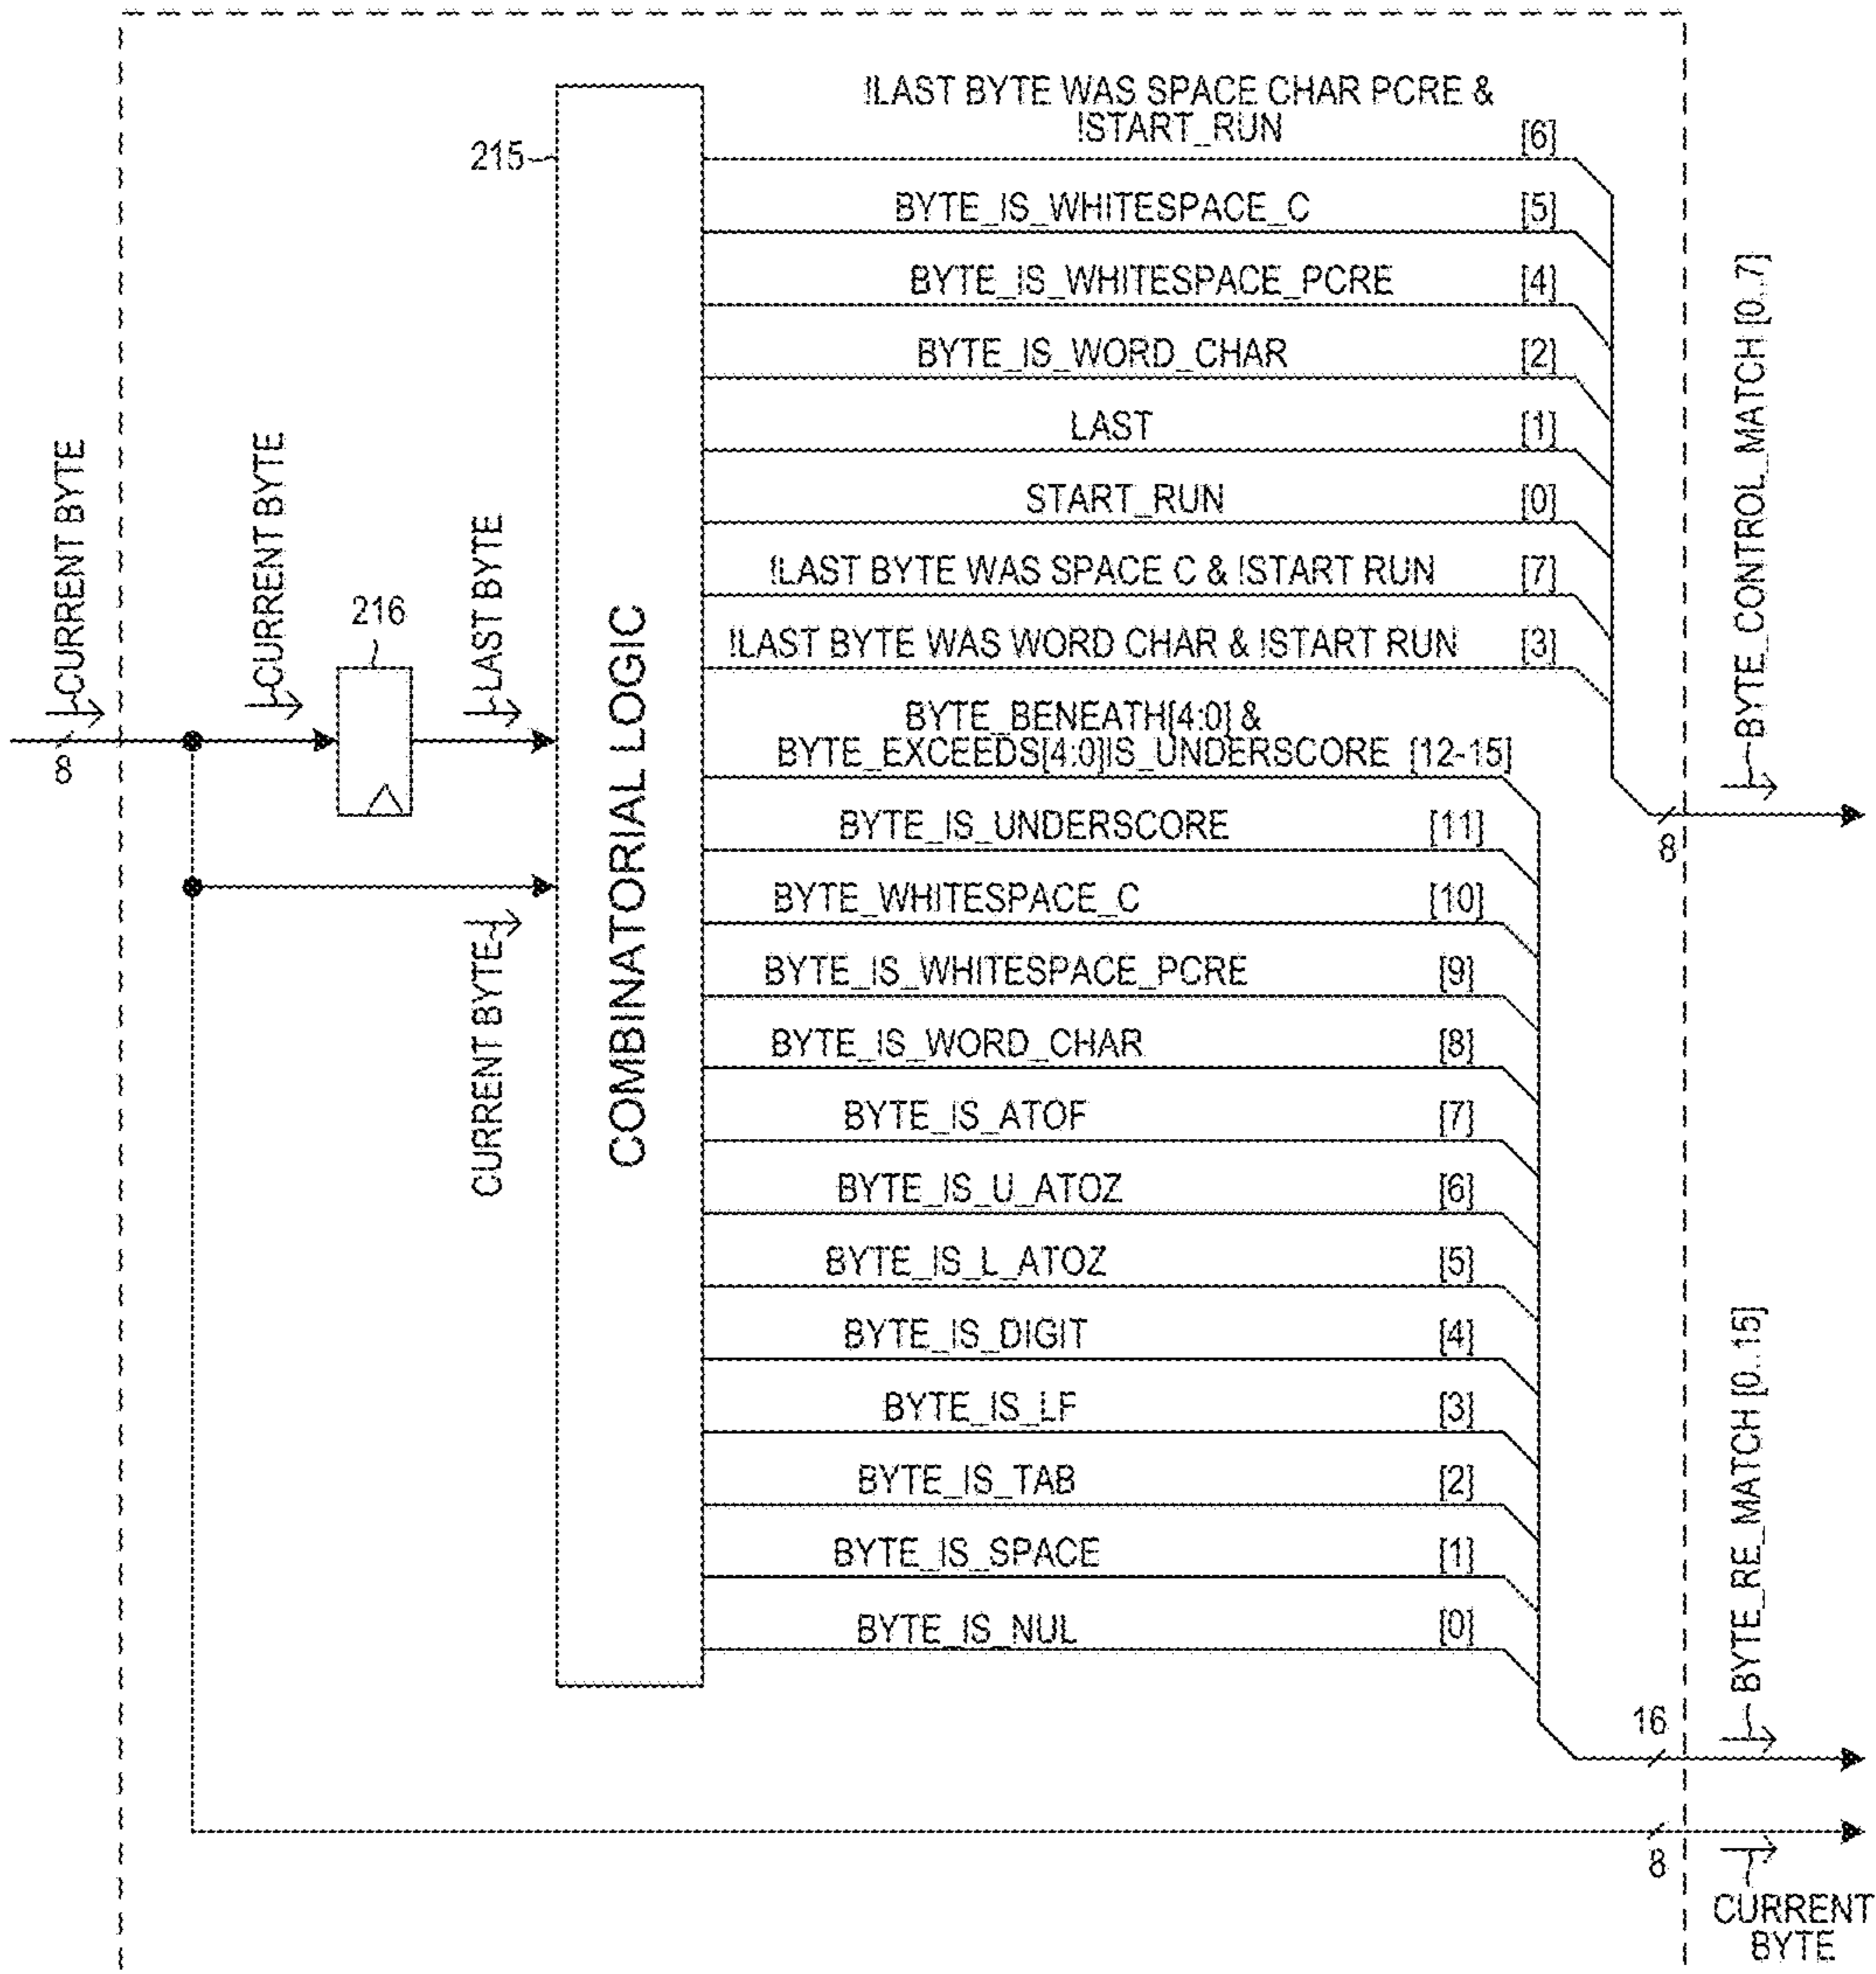 !LAST BYTE WAS SPACE CHAR PCRE &
!START_RUN [6]
215
BYTE_IS_WHITESPACE_C [5]
BYTE_IS_WHITESPACE_PCRE [4]
BYTE_IS_WORD_CHAR [2]
LAST [1]
START_RUN [0]
!LAST BYTE WAS SPACE C & !START RUN [7]
!LAST BYTE WAS WORD CHAR & !START RUN [3]
BYTE_BENEATH[4:0] &
BYTE_EXCEEDS[4:0]IS_UNDERSCORE [12-15]
BYTE_IS_UNDERSCORE [11]
BYTE_WHITESPACE_C [10]
BYTE_IS_WHITESPACE_PCRE [9]
BYTE_IS_WORD_CHAR [8]
BYTE_IS_ATOF [7]
BYTE_IS_U_ATOZ [6]
BYTE_IS_L_ATOZ [5]
BYTE_IS_DIGIT [4]
BYTE_IS_LF [3]
BYTE_IS_TAB [2]
BYTE_IS_SPACE [1]
BYTE_IS_NUL [0]
CURRENT BYTE
8
CURRENT BYTE
216
LAST BYTE
CURRENT BYTE
COMBINATORIAL LOGIC
BYTE_CONTROL_MATCH [0..7]
8
BYTE_RE_MATCH [0..15]
16
8
CURRENT
BYTE